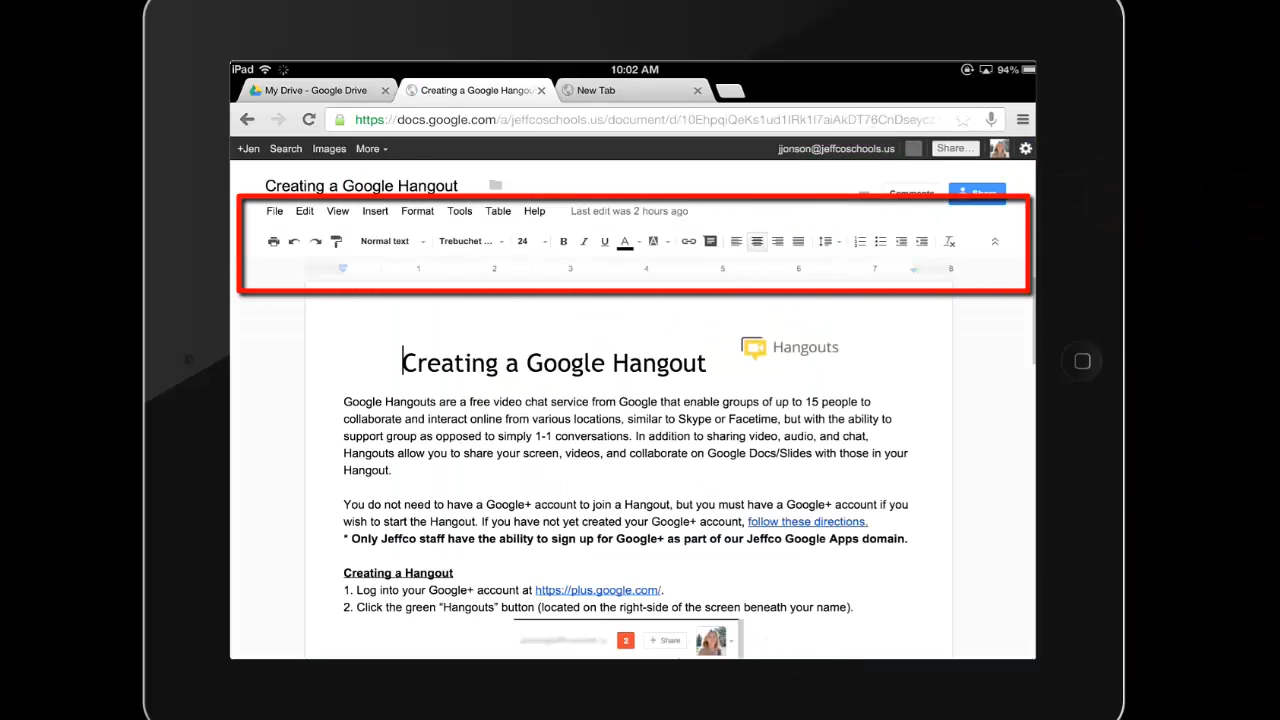 iPad 10:02 AM 94%
My Drive - Google Drive Creating a Google Hangou New Tab
https://docs.google.com/a/jeffcoschools.us/document/d/
+Jen Search Images More jjonson@jeffcoschools.us Share...
Creating a Google Hangout Comments Share
File Edit View Insert Format Tools Table Help Last edit was 2 hours ago
Normal text Trebuchet ... 24 B I U A A
1 2 3 4 5 6 7 8
Creating a Google Hangout Hangouts
Google Hangouts are a free video chat service from Google that enable groups of up to 15 people to
collaborate and interact online from various locations, similar to Skype or Facetime, but with the ability to
support group as opposed to simply 1-1 conversations. In addition to sharing video, audio, and chat,
Hangouts allow you to share your screen, videos, and collaborate on Google Docs/Slides with those in your
Hangout.
You do not need to have a Google+ account to join a Hangout, but you must have a Google+ account if you
wish to start the Hangout. If you have not yet created your Google+ account, follow these directions.
* Only Jeffco staff have the ability to sign up for Google+ as part of our Jeffco Google Apps domain.
Creating a Hangout
1. Log into your Google+ account at https://plus.google.com/.
2. Click the green “Hangouts” button (located on the right-side of the screen beneath your name).
2 + Share